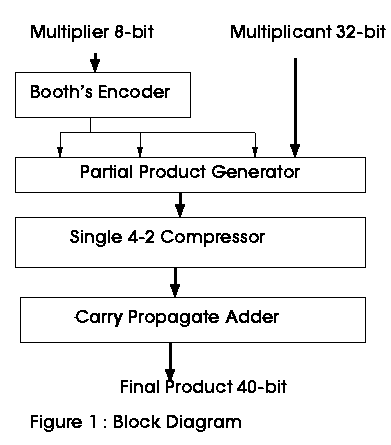 Multiplier 8-bit Multiplicant 32-bit
Booth's Encoder
Partial Product Generator
Single 4-2 Compressor
Carry Propagate Adder
Final Product 40-bit
Figure 1 : Block Diagram